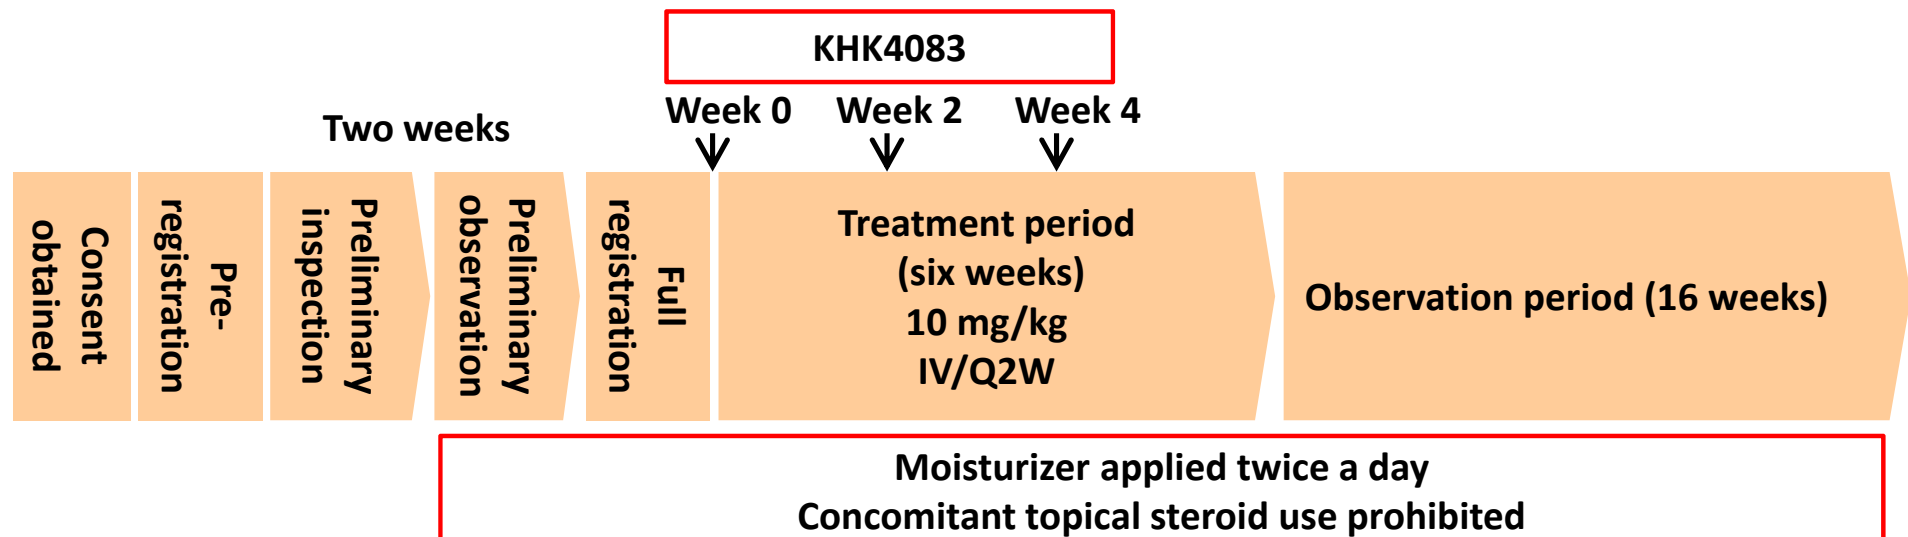 KHK4083
Week 0
Week 2
Week 4
Two weeks
Consent
obtained
Pre-
registration
Preliminary
inspection
Preliminary
observation
Full
registration
Treatment period
(six weeks)
10 mg/kg
IV/Q2W
Observation period (16 weeks)
Moisturizer applied twice a day
Concomitant topical steroid use prohibited